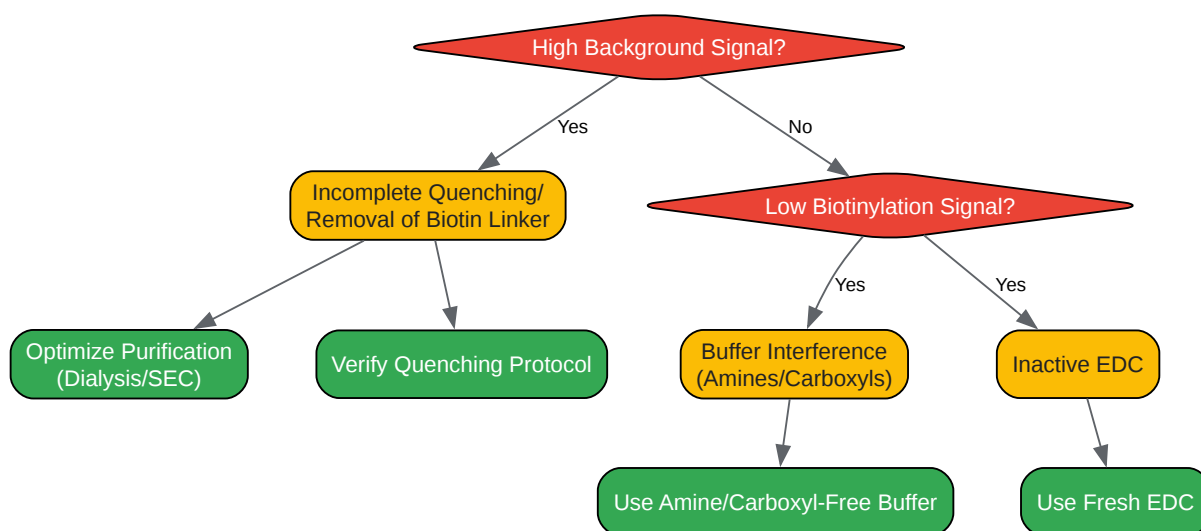 High Background Signal?
Yes
No
Incomplete Quenching/
Removal of Biotin Linker
Low Biotinylation Signal?
Yes
Yes
Optimize Purification
(Dialysis/SEC)
Verify Quenching Protocol
Buffer Interference
(Amines/Carboxyls)
Inactive EDC
Use Amine/Carboxyl-Free Buffer
Use Fresh EDC